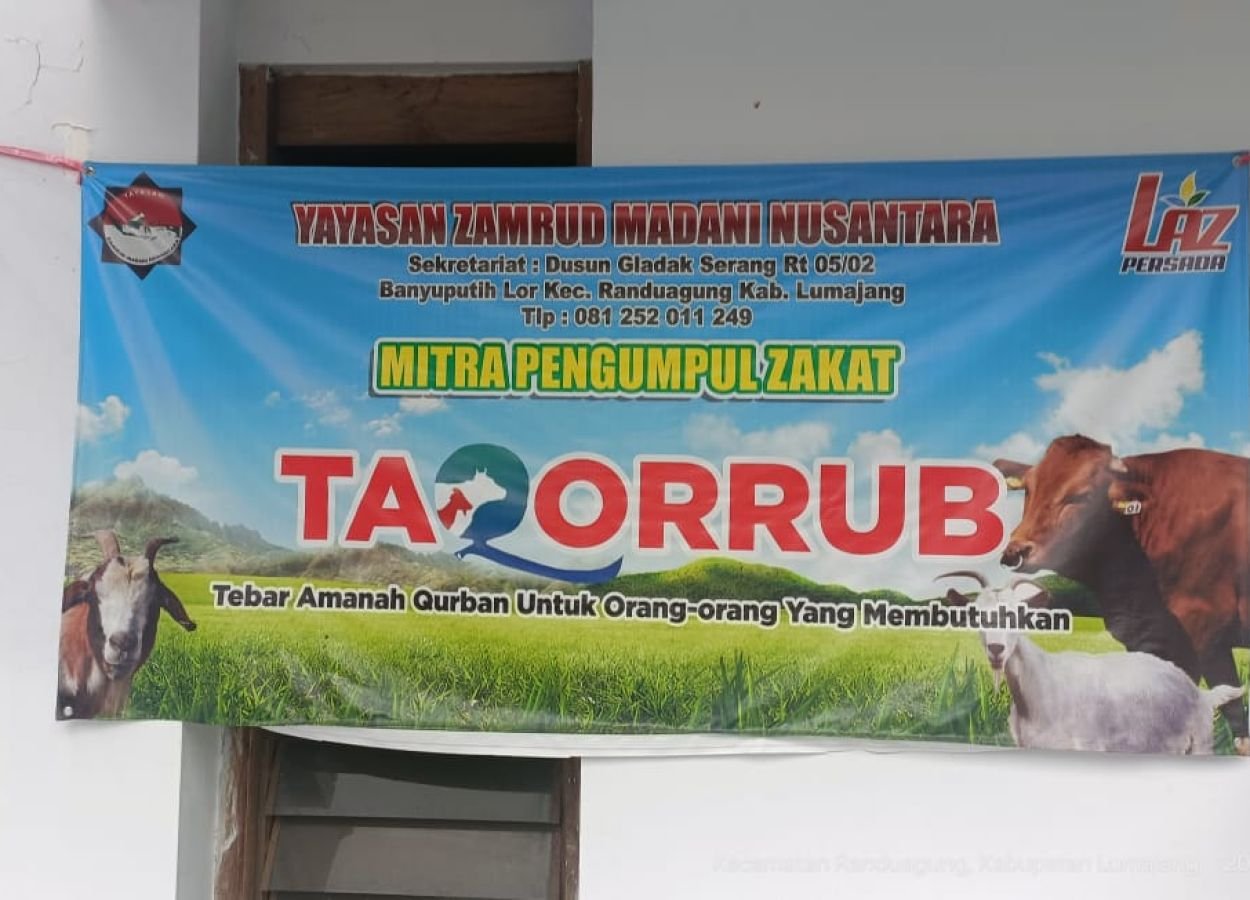 YAYASAN ZAMRUD MADANI NUSANTARA
Sekretariat : Dusun Gladak Serang Rt 05/02
Banyuputih Lor Kec. Randuagung Kab. Lumajang
Tlp : 081 252 011 249
LAZ
PERSADA
MITRA PENGUMPUL ZAKAT
TAQORRUB
Tebar Amanah Qurban Untuk Orang-orang Yang Membutuhkan
YAYASAN
01
Kecamatan Randuagung, Kabupaten Lumajang